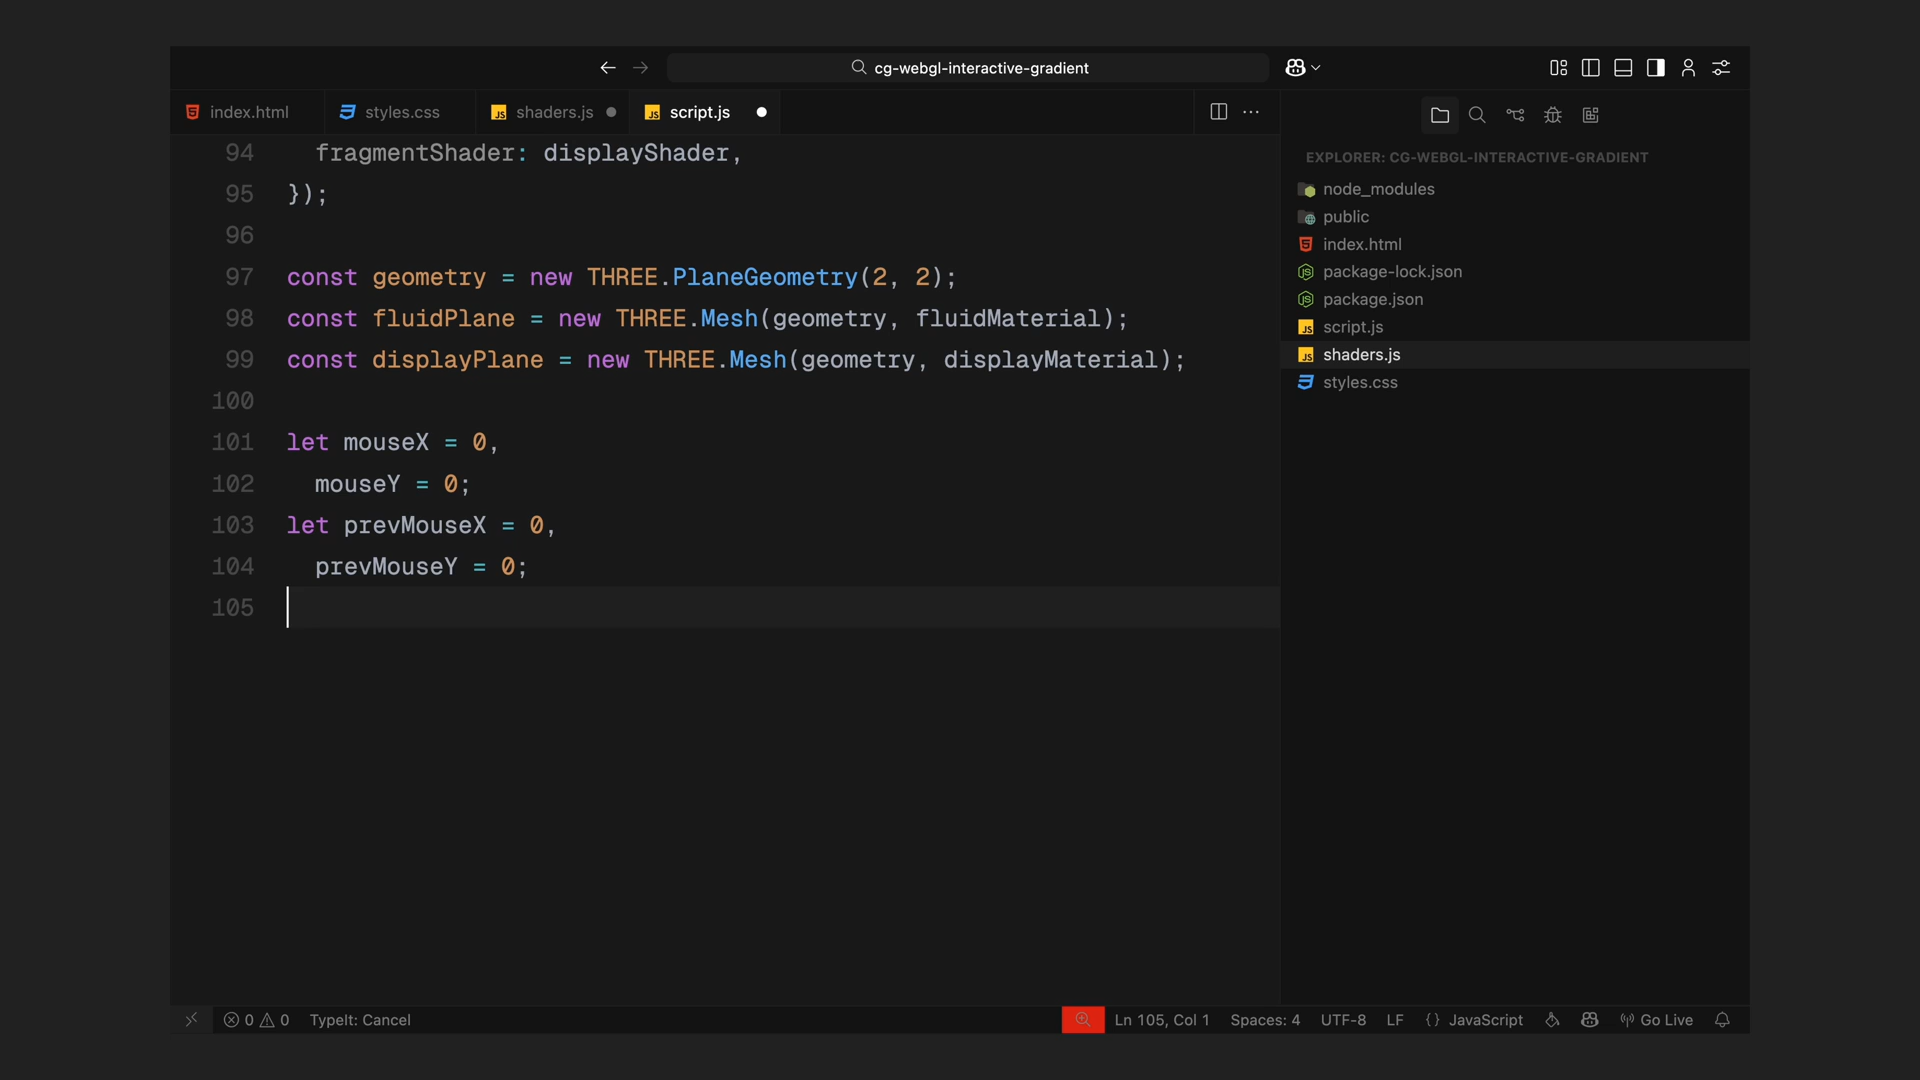 cg-webgl-interactive-gradient
index.html
styles.css
shaders.js
script.js
94 fragmentShader: displayShader,
95 });
96
97 const geometry = new THREE.PlaneGeometry(2, 2);
98 const fluidPlane = new THREE.Mesh(geometry, fluidMaterial);
99 const displayPlane = new THREE.Mesh(geometry, displayMaterial);
100
101 let mouseX = 0,
102 mouseY = 0;
103 let prevMouseX = 0,
104 prevMouseY = 0;
105
EXPLORER: CG-WEBGL-INTERACTIVE-GRADIENT
node_modules
public
index.html
package-lock.json
package.json
script.js
shaders.js
styles.css
0 0 TypeIt: Cancel
Ln 105, Col 1 Spaces: 4 UTF-8 LF {} JavaScript Go Live